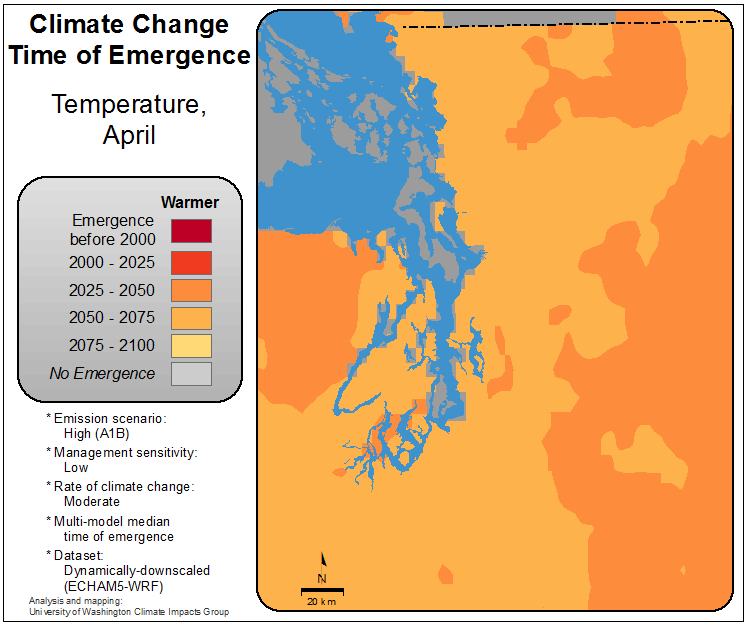 Climate Change
Time of Emergence
Temperature,
April
Warmer
Emergence
before 2000
2000 - 2025
2025 - 2050
2050 - 2075
2075 - 2100
No Emergence
* Emission scenario:
High (A1B)
* Management sensitivity:
Low
* Rate of climate change:
Moderate
* Multi-model median
time of emergence
* Dataset:
Dynamically-downscaled
(ECHAM5-WRF)
Analysis and mapping:
University of Washington Climate Impacts Group
N
20 km